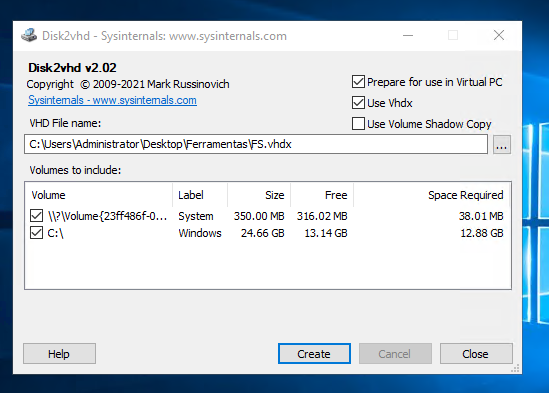 Disk2vhd - Sysinternals: www.sysinternals.com
Disk2vhd v2.02
Copyright © 2009-2021 Mark Russinovich
Sysinternals - www.sysinternals.com
Prepare for use in Virtual PC
Use Vhdx
Use Volume Shadow Copy
VHD File name:
C:\Users\Administrator\Desktop\Ferramentas\FS.vhdx
...
Volumes to include:
Volume Label Size Free Space Required
\\?\Volume{23ff486f-0... System 350.00 MB 316.02 MB 38.01 MB
C:\ Windows 24.66 GB 13.14 GB 12.88 GB
Help Create Cancel Close